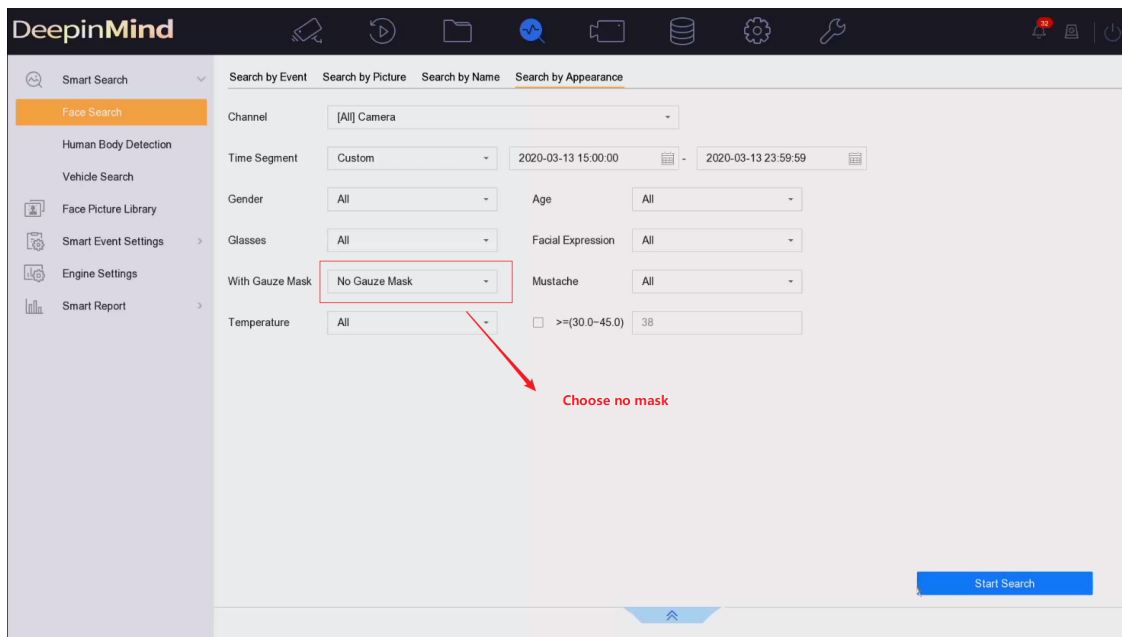 DeepinMind
32
Smart Search
Face Search
Human Body Detection
Vehicle Search
Face Picture Library
Smart Event Settings
Engine Settings
Smart Report
Search by Event Search by Picture Search by Name Search by Appearance
Channel [All] Camera
Time Segment Custom 2020-03-13 15:00:00 - 2020-03-13 23:59:59
Gender All Age All
Glasses All Facial Expression All
With Gauze Mask No Gauze Mask Mustache All
Temperature All >=(30.0~45.0) 38
Choose no mask
Start Search